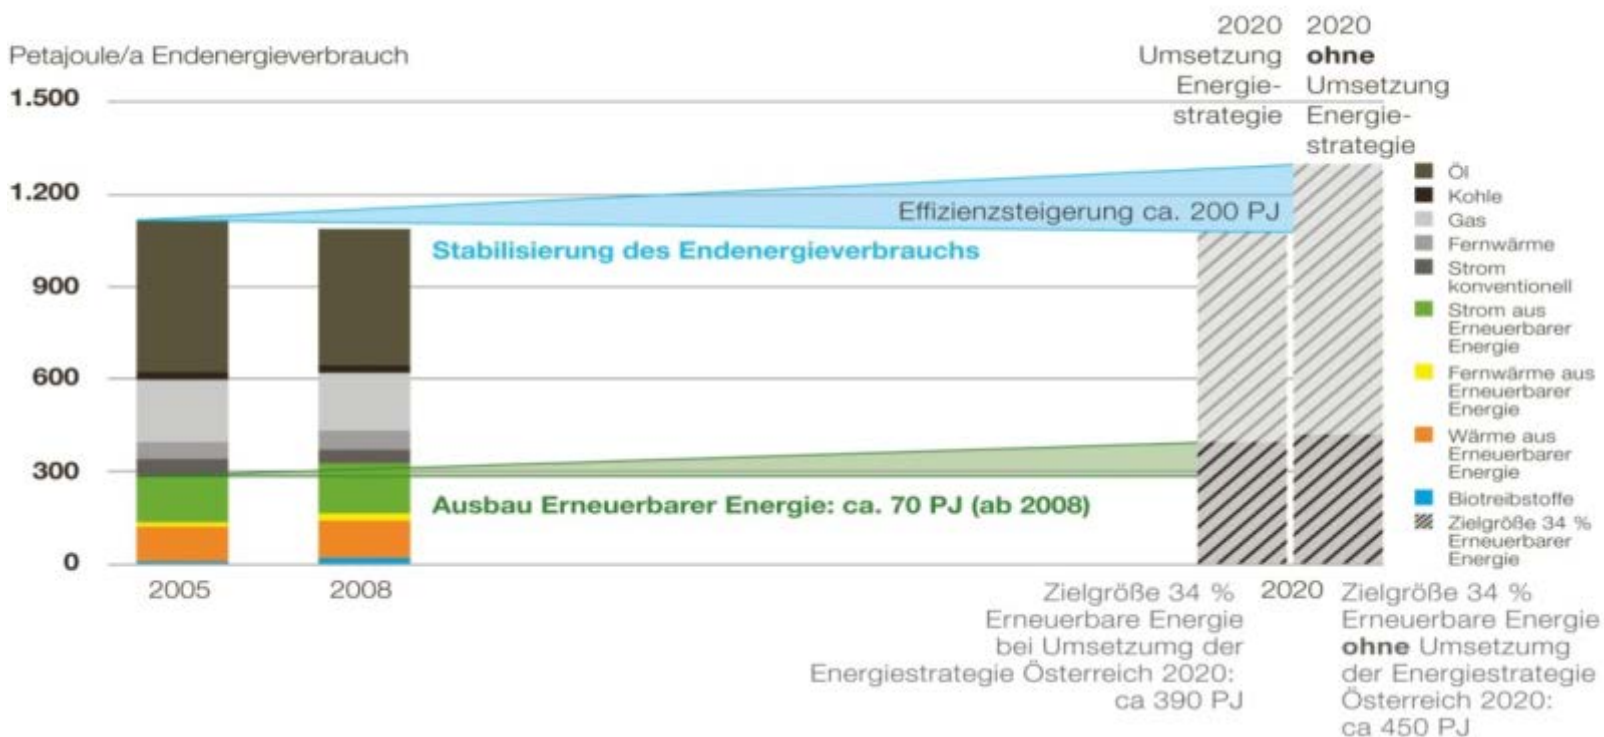 Petajoule/a Endenergieverbrauch
2020
Umsetzung
Energie-
strategie
2020
ohne
Umsetzung
Energie-
strategie
1.500
1.200
900
600
300
0
Effizienzsteigerung ca. 200 PJ
Stabilisierung des Endenergieverbrauchs
Ausbau Erneuerbarer Energie: ca. 70 PJ (ab 2008)
Öl
Kohle
Gas
Fernwärme
Strom
konventionell
Strom aus
Erneuerbarer
Energie
Fernwärme aus
Erneuerbarer
Energie
Wärme aus
Erneuerbarer
Energie
Biotreibstoffe
Zielgröße 34 %
Erneuerbarer
Energie
2005
2008
2020
Zielgröße 34 %
Erneuerbare Energie
bei Umsetzumg der
Energiestrategie Österreich 2020:
ca 390 PJ
Zielgröße 34 %
Erneuerbare Energie
ohne Umsetzumg
der Energiestrategie
Österreich 2020:
ca 450 PJ